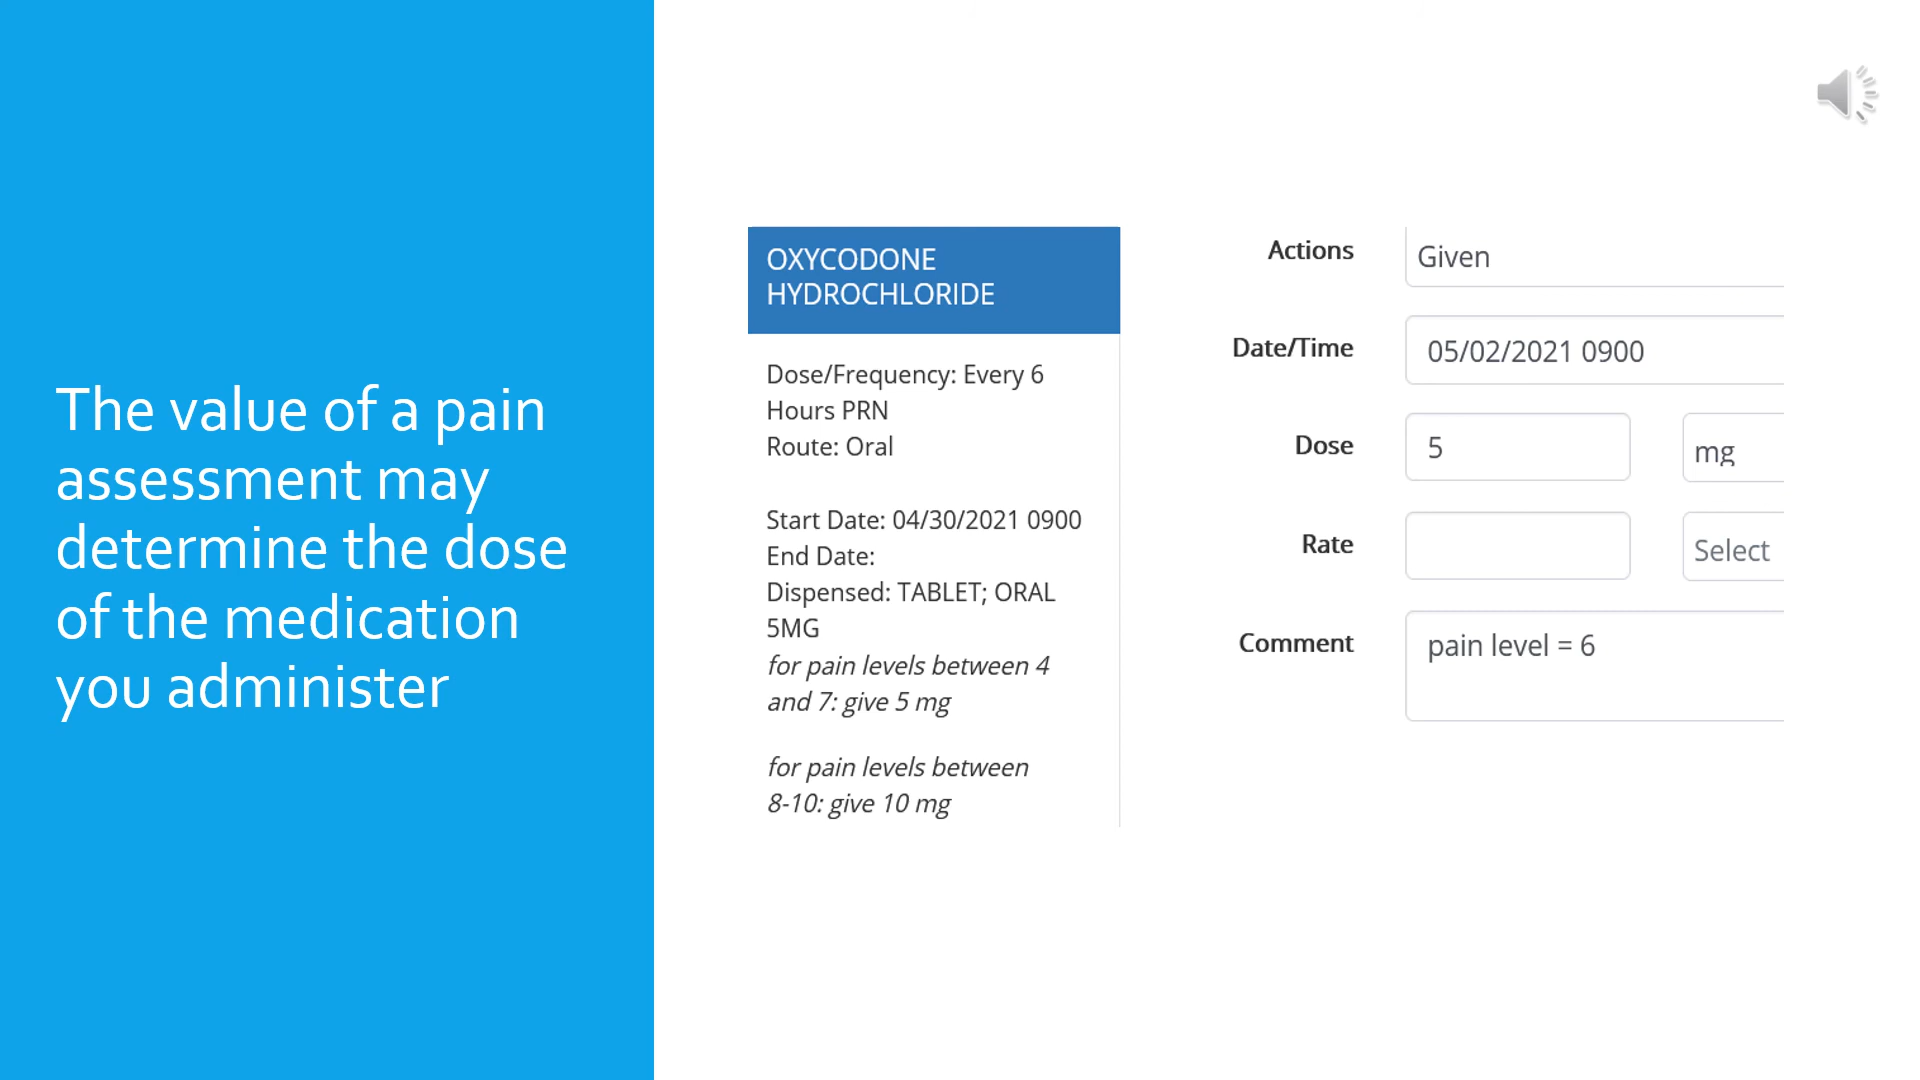 The value of a pain
assessment may
determine the dose
of the medication
you administer
OXYCODONE
HYDROCHLORIDE
Dose/Frequency: Every 6
Hours PRN
Route: Oral
Start Date: 04/30/2021 0900
End Date:
Dispensed: TABLET; ORAL
5MG
for pain levels between 4
and 7: give 5 mg
for pain levels between
8-10: give 10 mg
Actions Given
Date/Time 05/02/2021 0900
Dose 5 mg
Rate Select
Comment pain level = 6